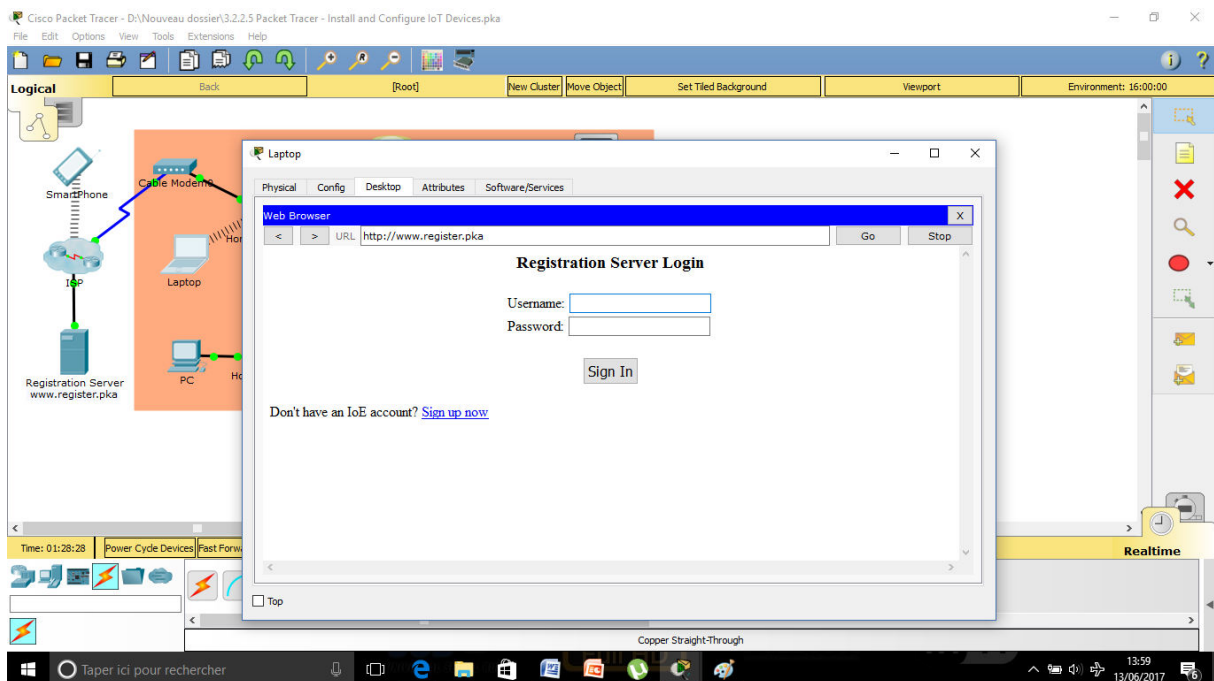 Cisco Packet Tracer - D:\Nouveau dossier\3.2.2.5 Packet Tracer - Install and Configure IoT Devices.pka
File Edit Options View Tools Extensions Help
Logical Back [Root] New Cluster Move Object Set Tiled Background Viewport Environment: 16:00:00
Laptop
Physical Config Desktop Attributes Software/Services
Web Browser X
< > URL http://www.register.pka Go Stop
Registration Server Login
Username:
Password:
Sign In
Don't have an IoE account? Sign up now
Top
SmartPhone
Cable Modem0
ISP
Laptop
Registration Server
www.register.pka
PC
Time: 01:28:28 Power Cycle Devices Fast Forw
Realtime
Copper Straight-Through
Taper ici pour rechercher
13:59
13/06/2017